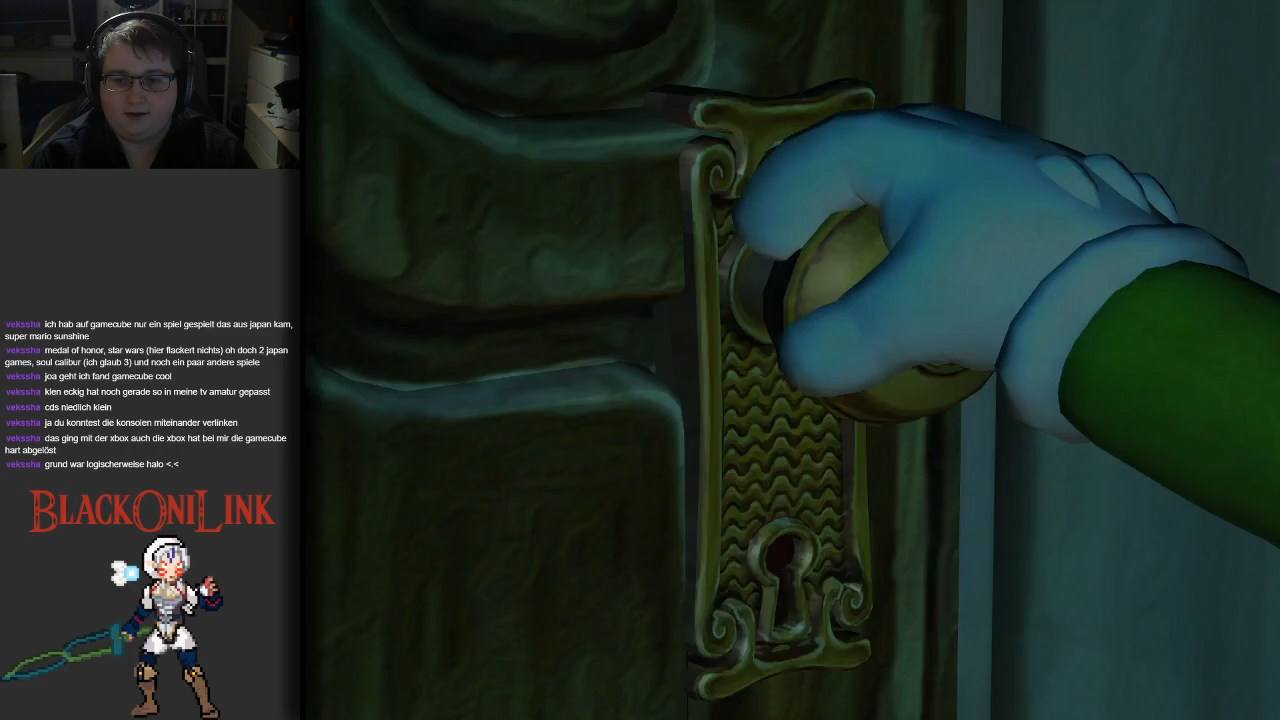 vekssha ich hab auf gamecube nur ein spiel gespielt das aus japan kam,
super mario sunshine
vekssha medal of honor, star wars (hier flackert nichts) oh doch 2 japan
games, soul calibur (ich glaub 3) und noch ein paar andere spiele
vekssha joa geht ich fand gamecube cool
vekssha klen eckig hat noch gerade so in meine tv amatur gepasst
vekssha cds niedlich klein
vekssha ja du konntest die konsolen miteinander verlinken
vekssha das ging mit der xbox auch die xbox hat bei mir die gamecube
hart abgelöst
vekssha grund war logischerweise halo <.<
BLACKONILINK